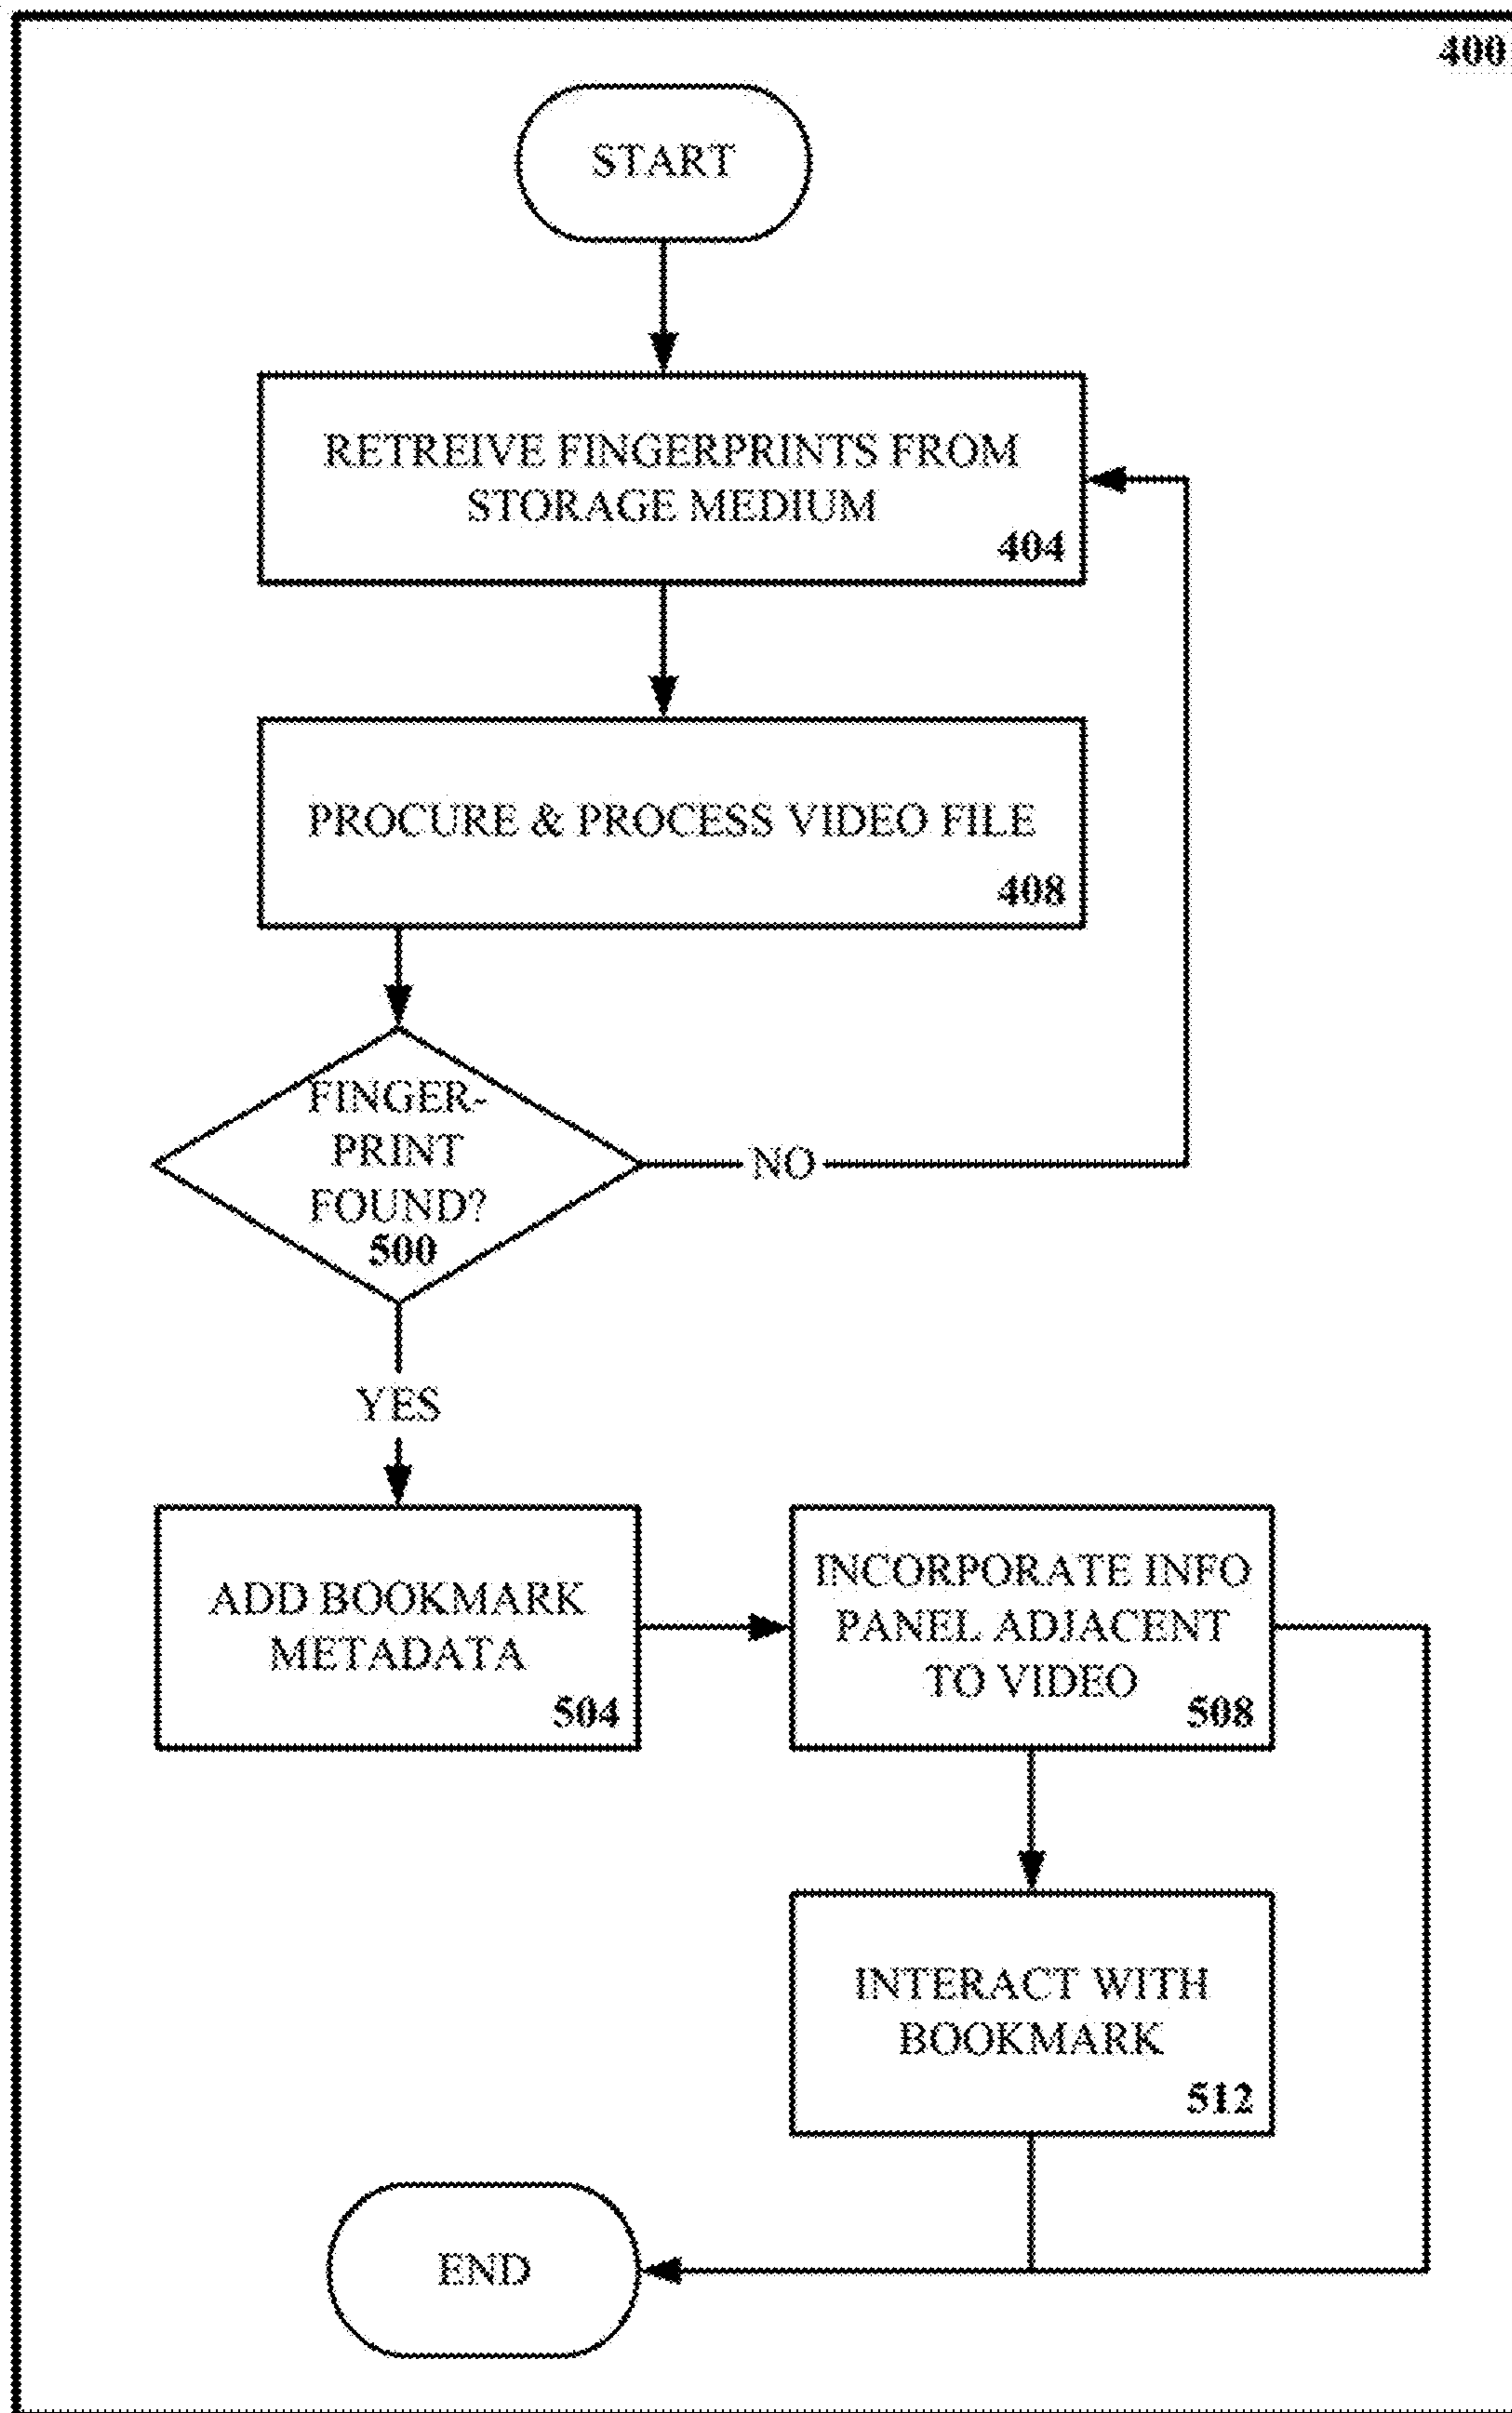 400
START
RETREIVE FINGERPRINTS FROM
STORAGE MEDIUM
404
PROCURE & PROCESS VIDEO FILE
408
FINGER-
PRINT
FOUND?
500
NO
YES
ADD BOOKMARK
METADATA
504
INCORPORATE INFO
PANEL ADJACENT
TO VIDEO
508
INTERACT WITH
BOOKMARK
512
END